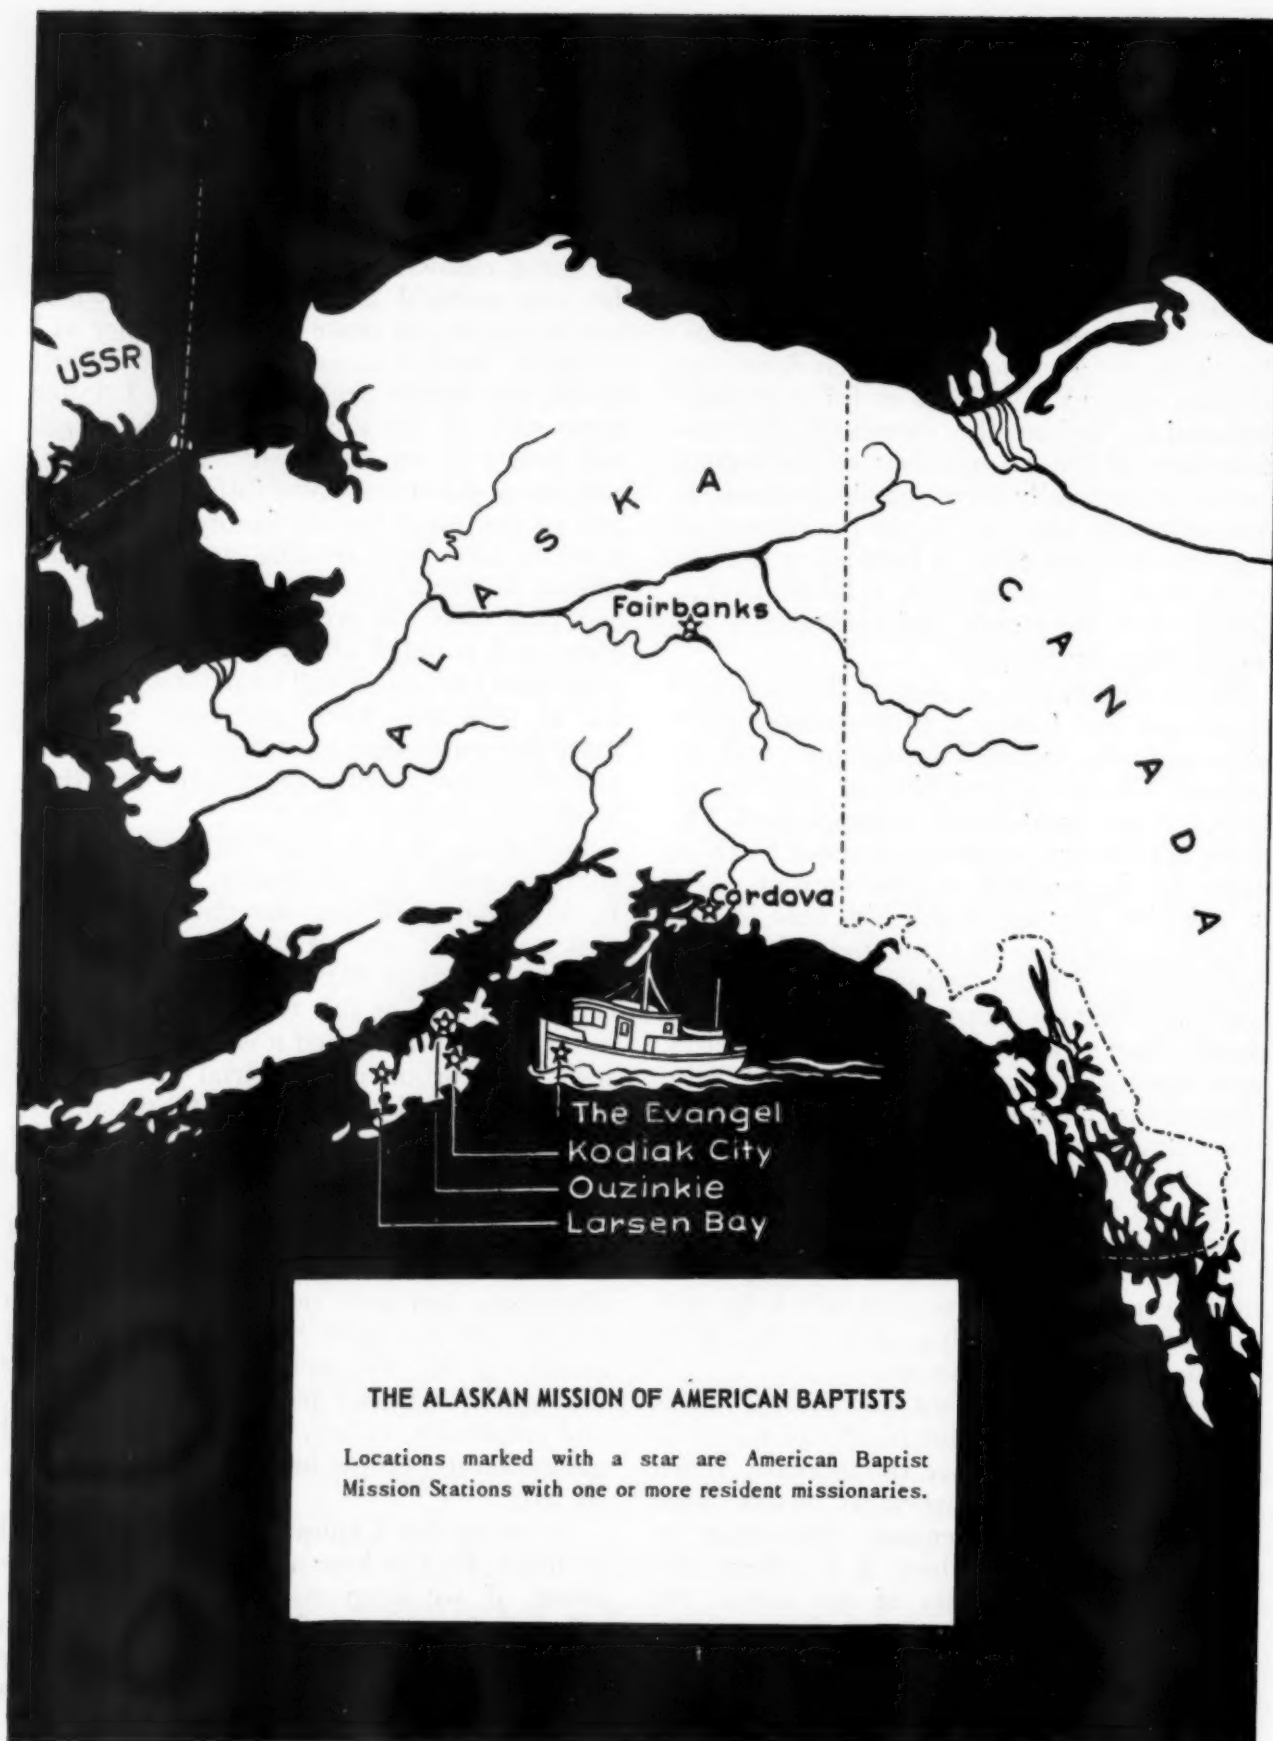 USSR
ALASKA
CANADA
Fairbanks
Cordova
The Evangel
Kodiak City
Ouzinkie
Larsen Bay
THE ALASKAN MISSION OF AMERICAN BAPTISTS
Locations marked with a star are American Baptist
Mission Stations with one or more resident missionaries.